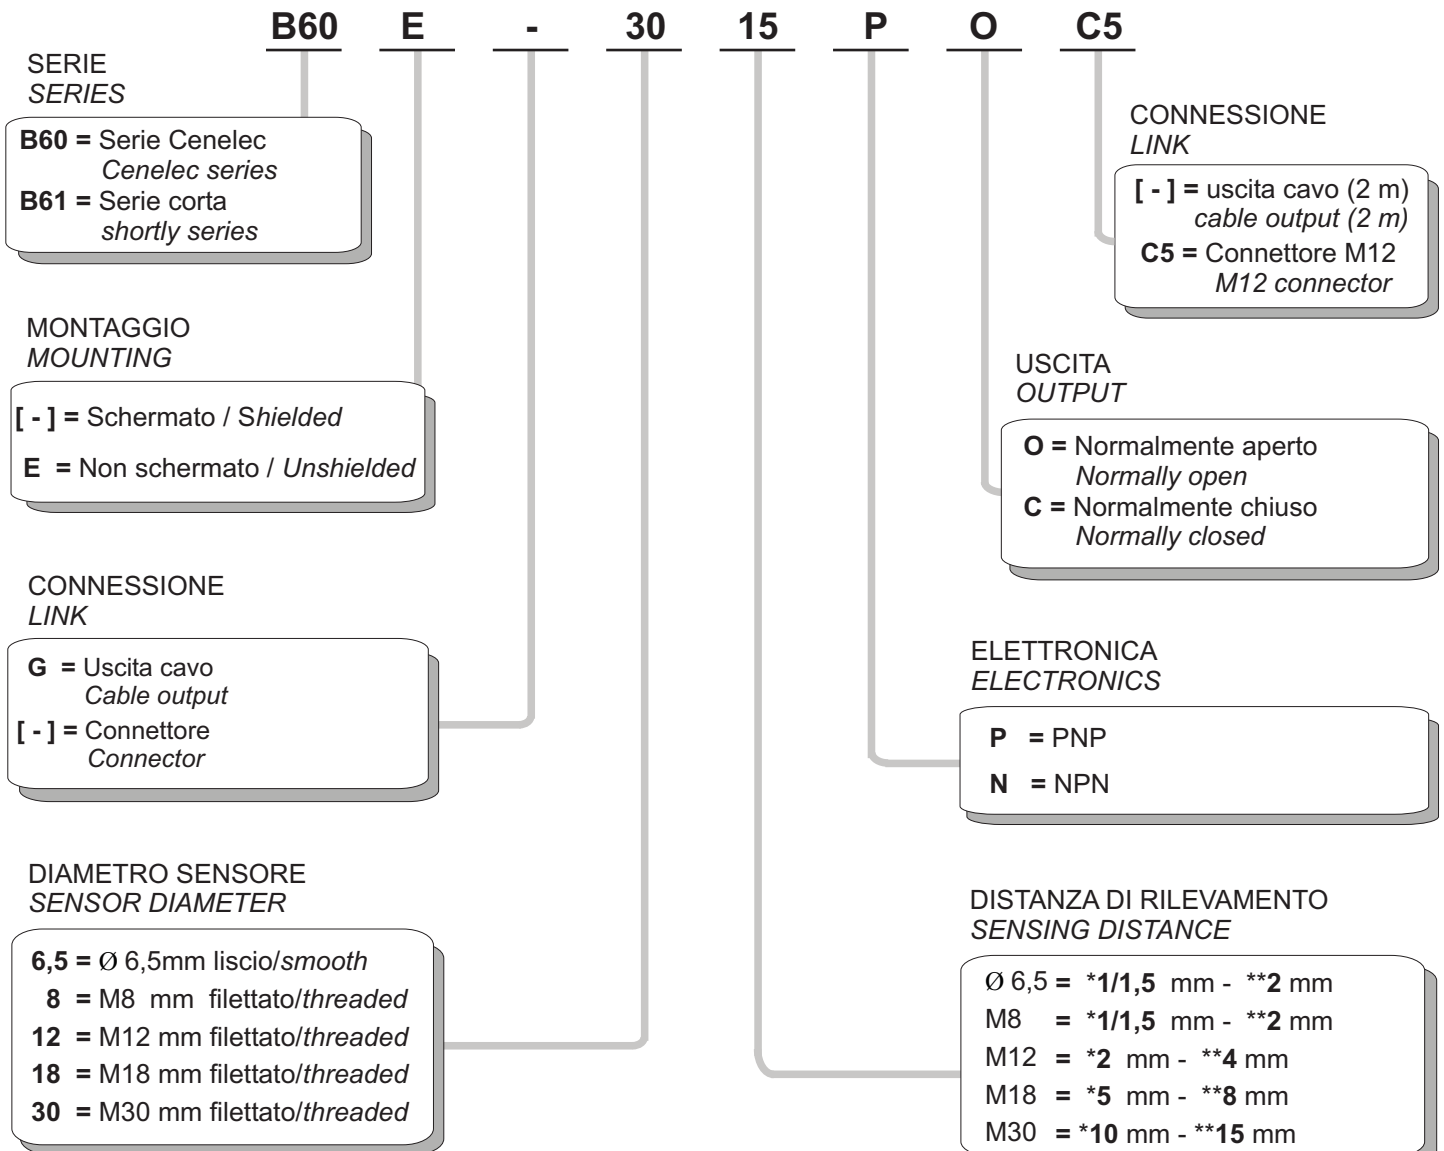 B60 E - 30 15 P O C5
SERIE
SERIES
B60 = Serie Cenelec
Cenelec series
B61 = Serie corta
shortly series
MONTAGGIO
MOUNTING
[ - ] = Schermato / Shielded
E = Non schermato / Unshielded
CONNESSIONE
LINK
G = Uscita cavo
Cable output
[ - ] = Connettore
Connector
DIAMETRO SENSORE
SENSOR DIAMETER
6,5 = Ø 6,5mm liscio/smooth
8 = M8 mm filettato/threaded
12 = M12 mm filettato/threaded
18 = M18 mm filettato/threaded
30 = M30 mm filettato/threaded
CONNESSIONE
LINK
[ - ] = uscita cavo (2 m)
cable output (2 m)
C5 = Connettore M12
M12 connector
USCITA
OUTPUT
O = Normalmente aperto
Normally open
C = Normalmente chiuso
Normally closed
ELETTRONICA
ELECTRONICS
P = PNP
N = NPN
DISTANZA DI RILEVAMENTO
SENSING DISTANCE
Ø 6,5 = *1/1,5 mm - **2 mm
M8 = *1/1,5 mm - **2 mm
M12 = *2 mm - **4 mm
M18 = *5 mm - **8 mm
M30 = *10 mm - **15 mm